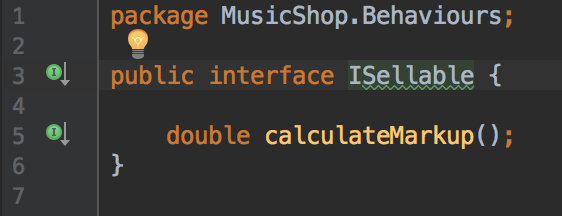 1 package MusicShop.Behaviours;
2
3 public interface ISellable {
4
5     double calculateMarkup();
6 }
7